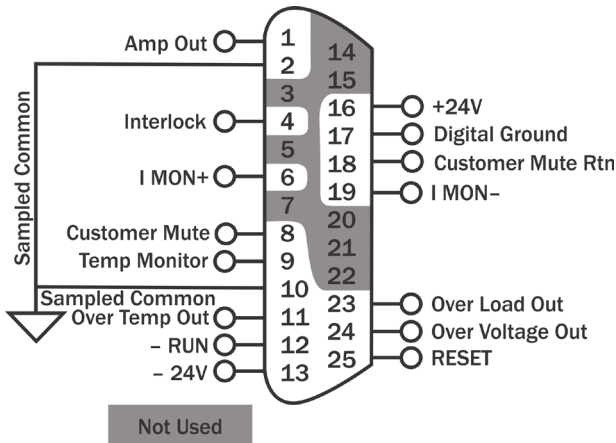 Amp Out
1
2
3
Interlock
4
5
I MON+
6
7
Customer Mute
8
Temp Monitor
9
Sampled Common
10
Over Temp Out
11
– RUN
12
– 24V
13
Sampled Common
14
15
16
+24V
17
Digital Ground
18
Customer Mute Rtn
19
I MON–
20
21
22
23
Over Load Out
24
Over Voltage Out
25
RESET
Not Used